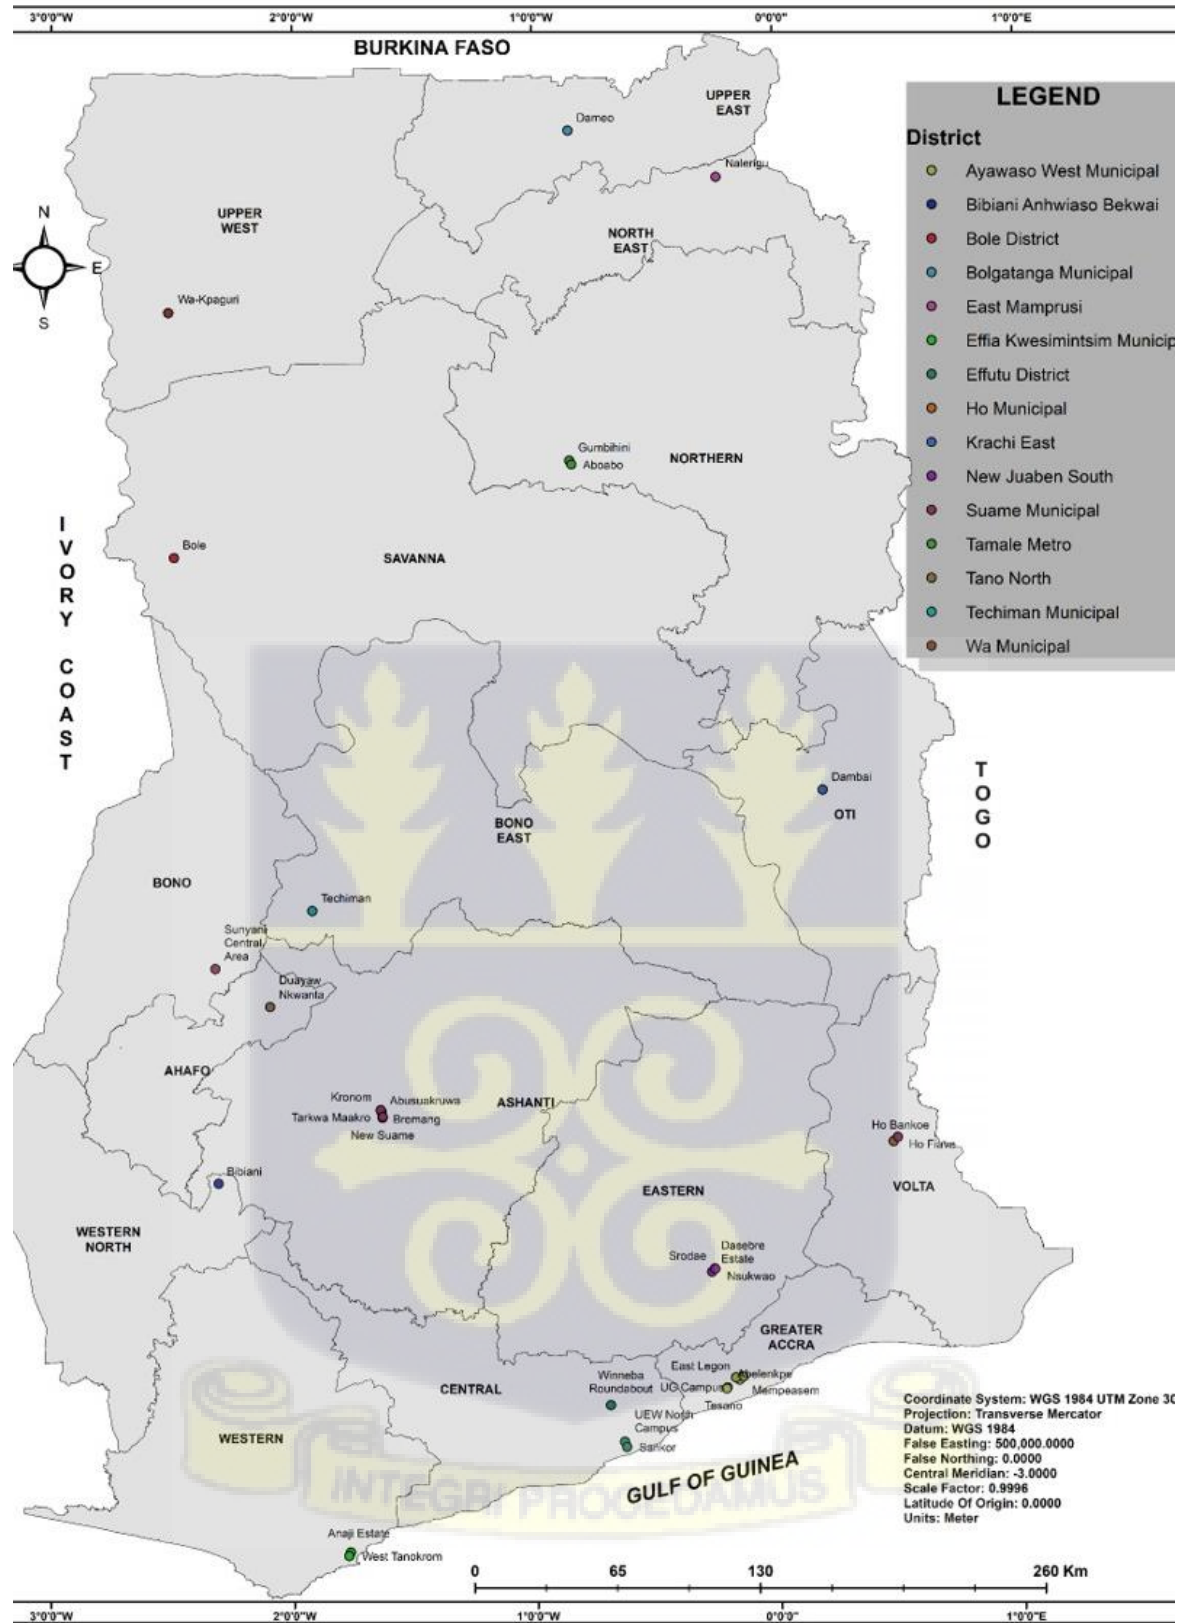 3°0'0"W 2°0'0"W 1°0'0"W 0°0'0" 1°0'0"E
BURKINA FASO
LEGEND
District
Ayawaso West Municipal
Bibiani Anhwiaso Bekwai
Bole District
Bolgatanga Municipal
East Mamprusi
Effia Kwesimintsim Municip
Effutu District
Ho Municipal
Krachi East
New Juaben South
Suame Municipal
Tamale Metro
Tano North
Techiman Municipal
Wa Municipal
N
E
S
UPPER
EAST
Dameo
Nalerigu
UPPER
WEST
NORTH
EAST
Wa-Kpaguri
Gumbihini
Aboabo
NORTHERN
Bole
SAVANNA
IVORY COAST
TOGO
Dambai
OTI
BONO
EAST
BONO
Techiman
Sunyani
Central
Area
Duayaw
Nkwanta
AHAFO
Kronom
Abusuakruwa
Tarkwa Maakro
Bremang
New Suame
ASHANTI
Ho Bankoe
Ho Fiave
VOLTA
Bibiani
EASTERN
WESTERN
NORTH
Srodae
Dasebre
Estate
Nsukwao
GREATER
ACCRA
East Legon
Abelenkpe
UG Campus
Mempeasem
Tesano
Winneba
Roundabout
CENTRAL
UEW North
Campus
Sankor
WESTERN
GULF OF GUINEA
INTEGRI PROCEDAMUS
Anaji Estate
West Tanokrom
Coordinate System: WGS 1984 UTM Zone 30
Projection: Transverse Mercator
Datum: WGS 1984
False Easting: 500,000.0000
False Northing: 0.0000
Central Meridian: -3.0000
Scale Factor: 0.9996
Latitude Of Origin: 0.0000
Units: Meter
0 65 130 260 Km
3°0'0"W 2°0'0"W 1°0'0"W 0°0'0" 1°0'0"E